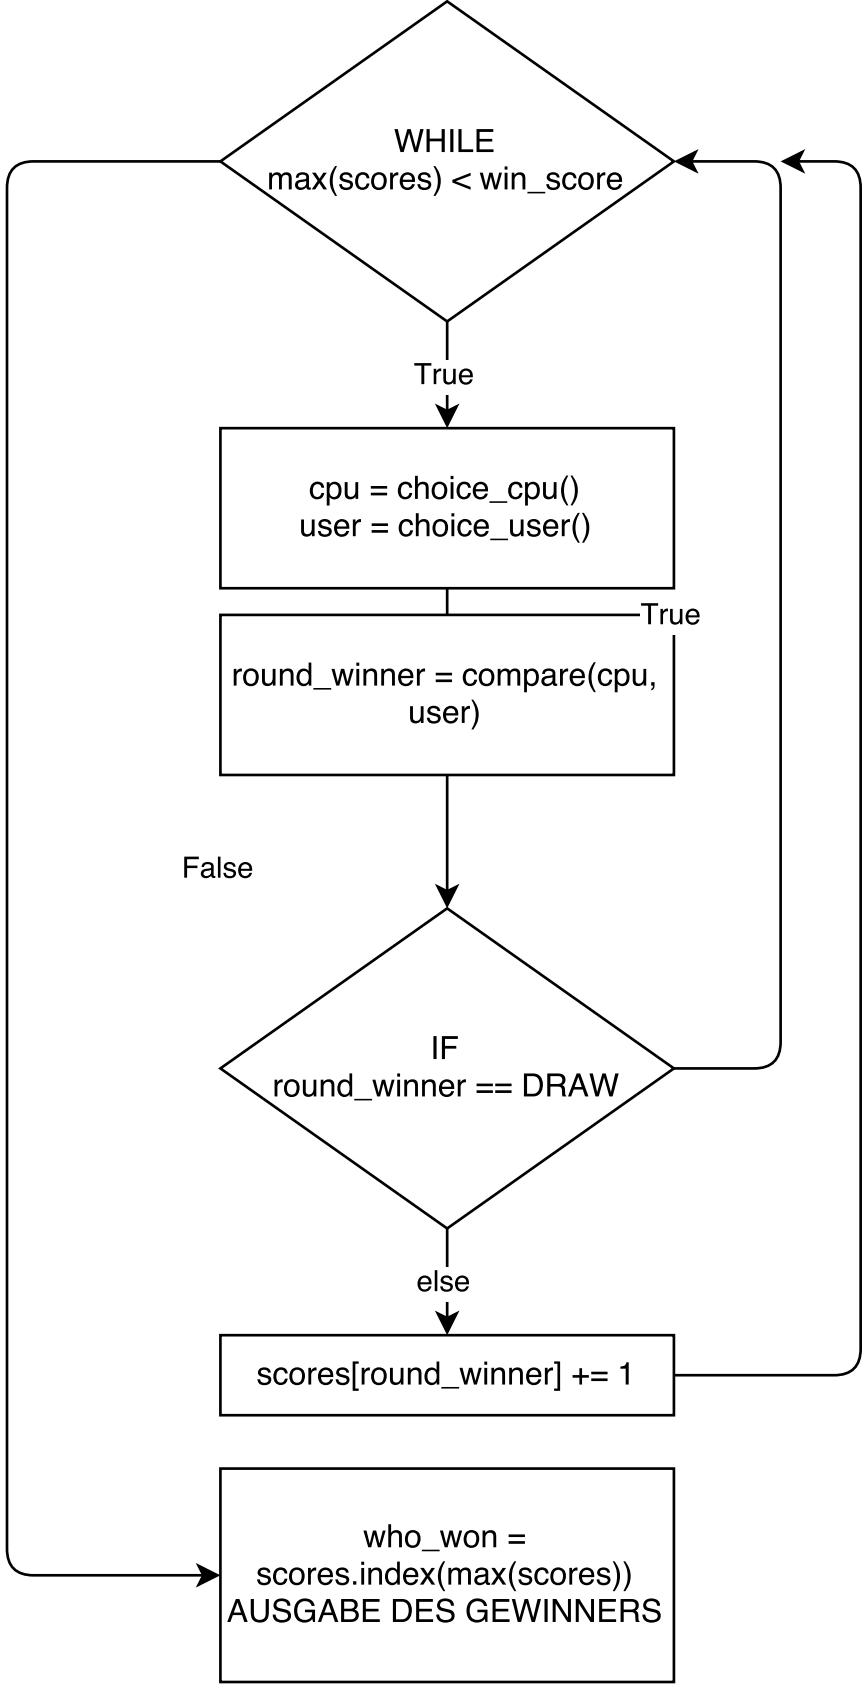 WHILE
max(scores) < win_score
True
cpu = choice_cpu()
user = choice_user()
True
round_winner = compare(cpu,
user)
False
IF
round_winner == DRAW
else
scores[round_winner] += 1
who_won =
scores.index(max(scores))
AUSGABE DES GEWINNERS